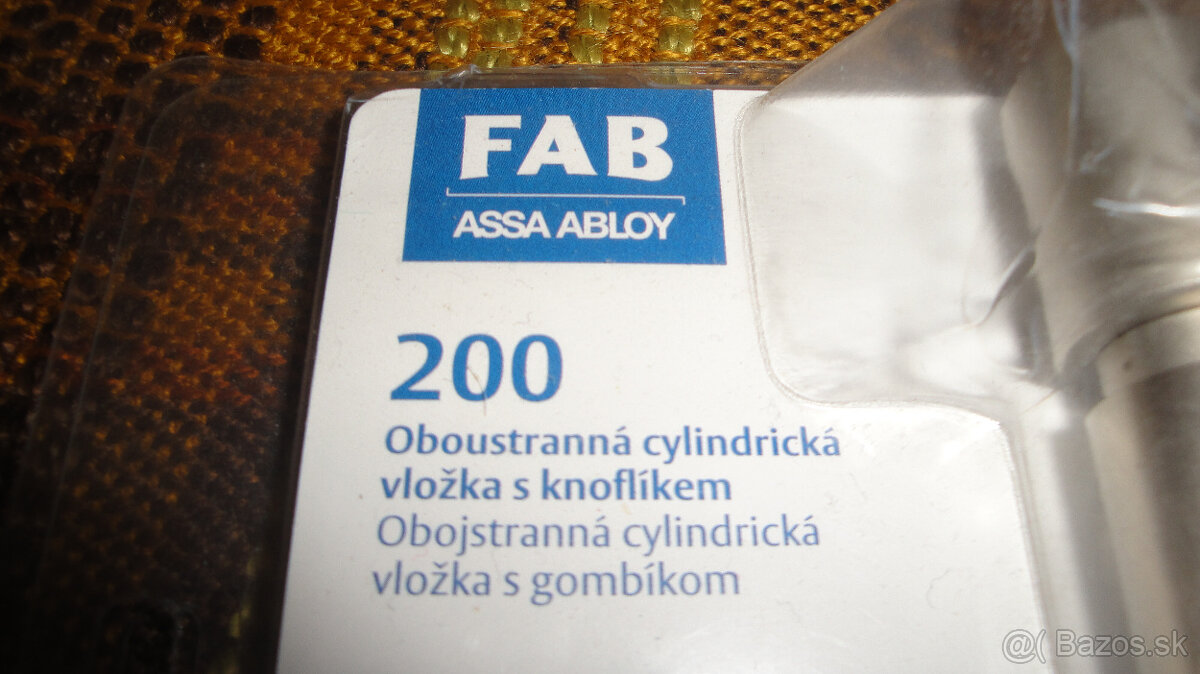 FAB
ASSA ABLOY
200
Oboustranná cylindrická
vložka s knoflíkem
Obojstranná cylindrická
vložka s gombíkom
@( Bazos.sk